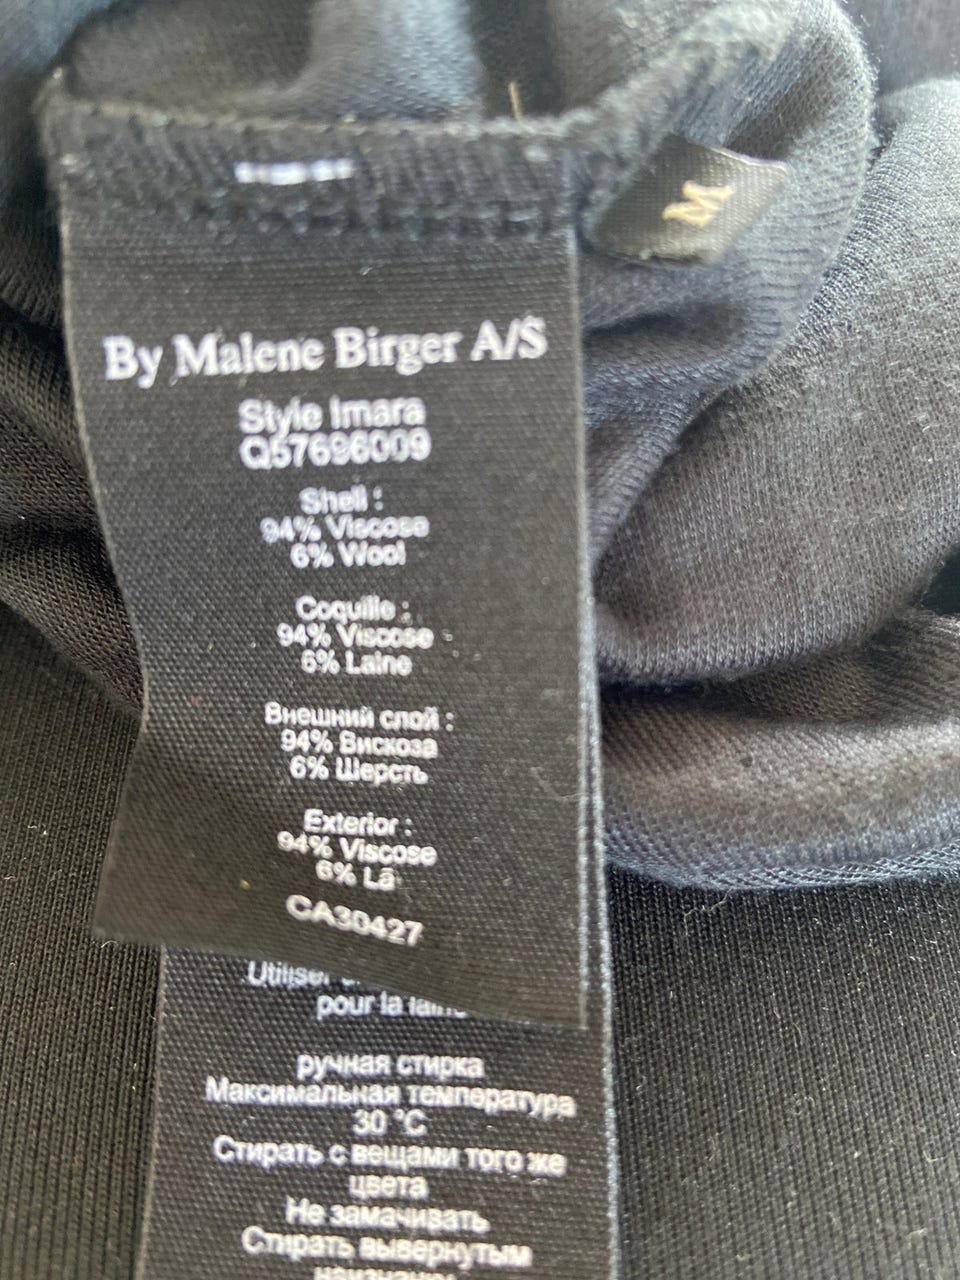 M
By Malene Birger A/S
Style Imara
Q57696009
Shell :
94% Viscose
6% Wool
Coquille :
94% Viscose
6% Laine
Внешний слой :
94% Вискоза
6% Шерсть
Exterior :
94% Viscose
6% Lã
CA30427
Utiliser
pour la laine
ручная стирка
Максимальная температура
30 °C
Стирать с вещами того же
цвета
Не замачивать
Стирать вывернутым
наизнанку